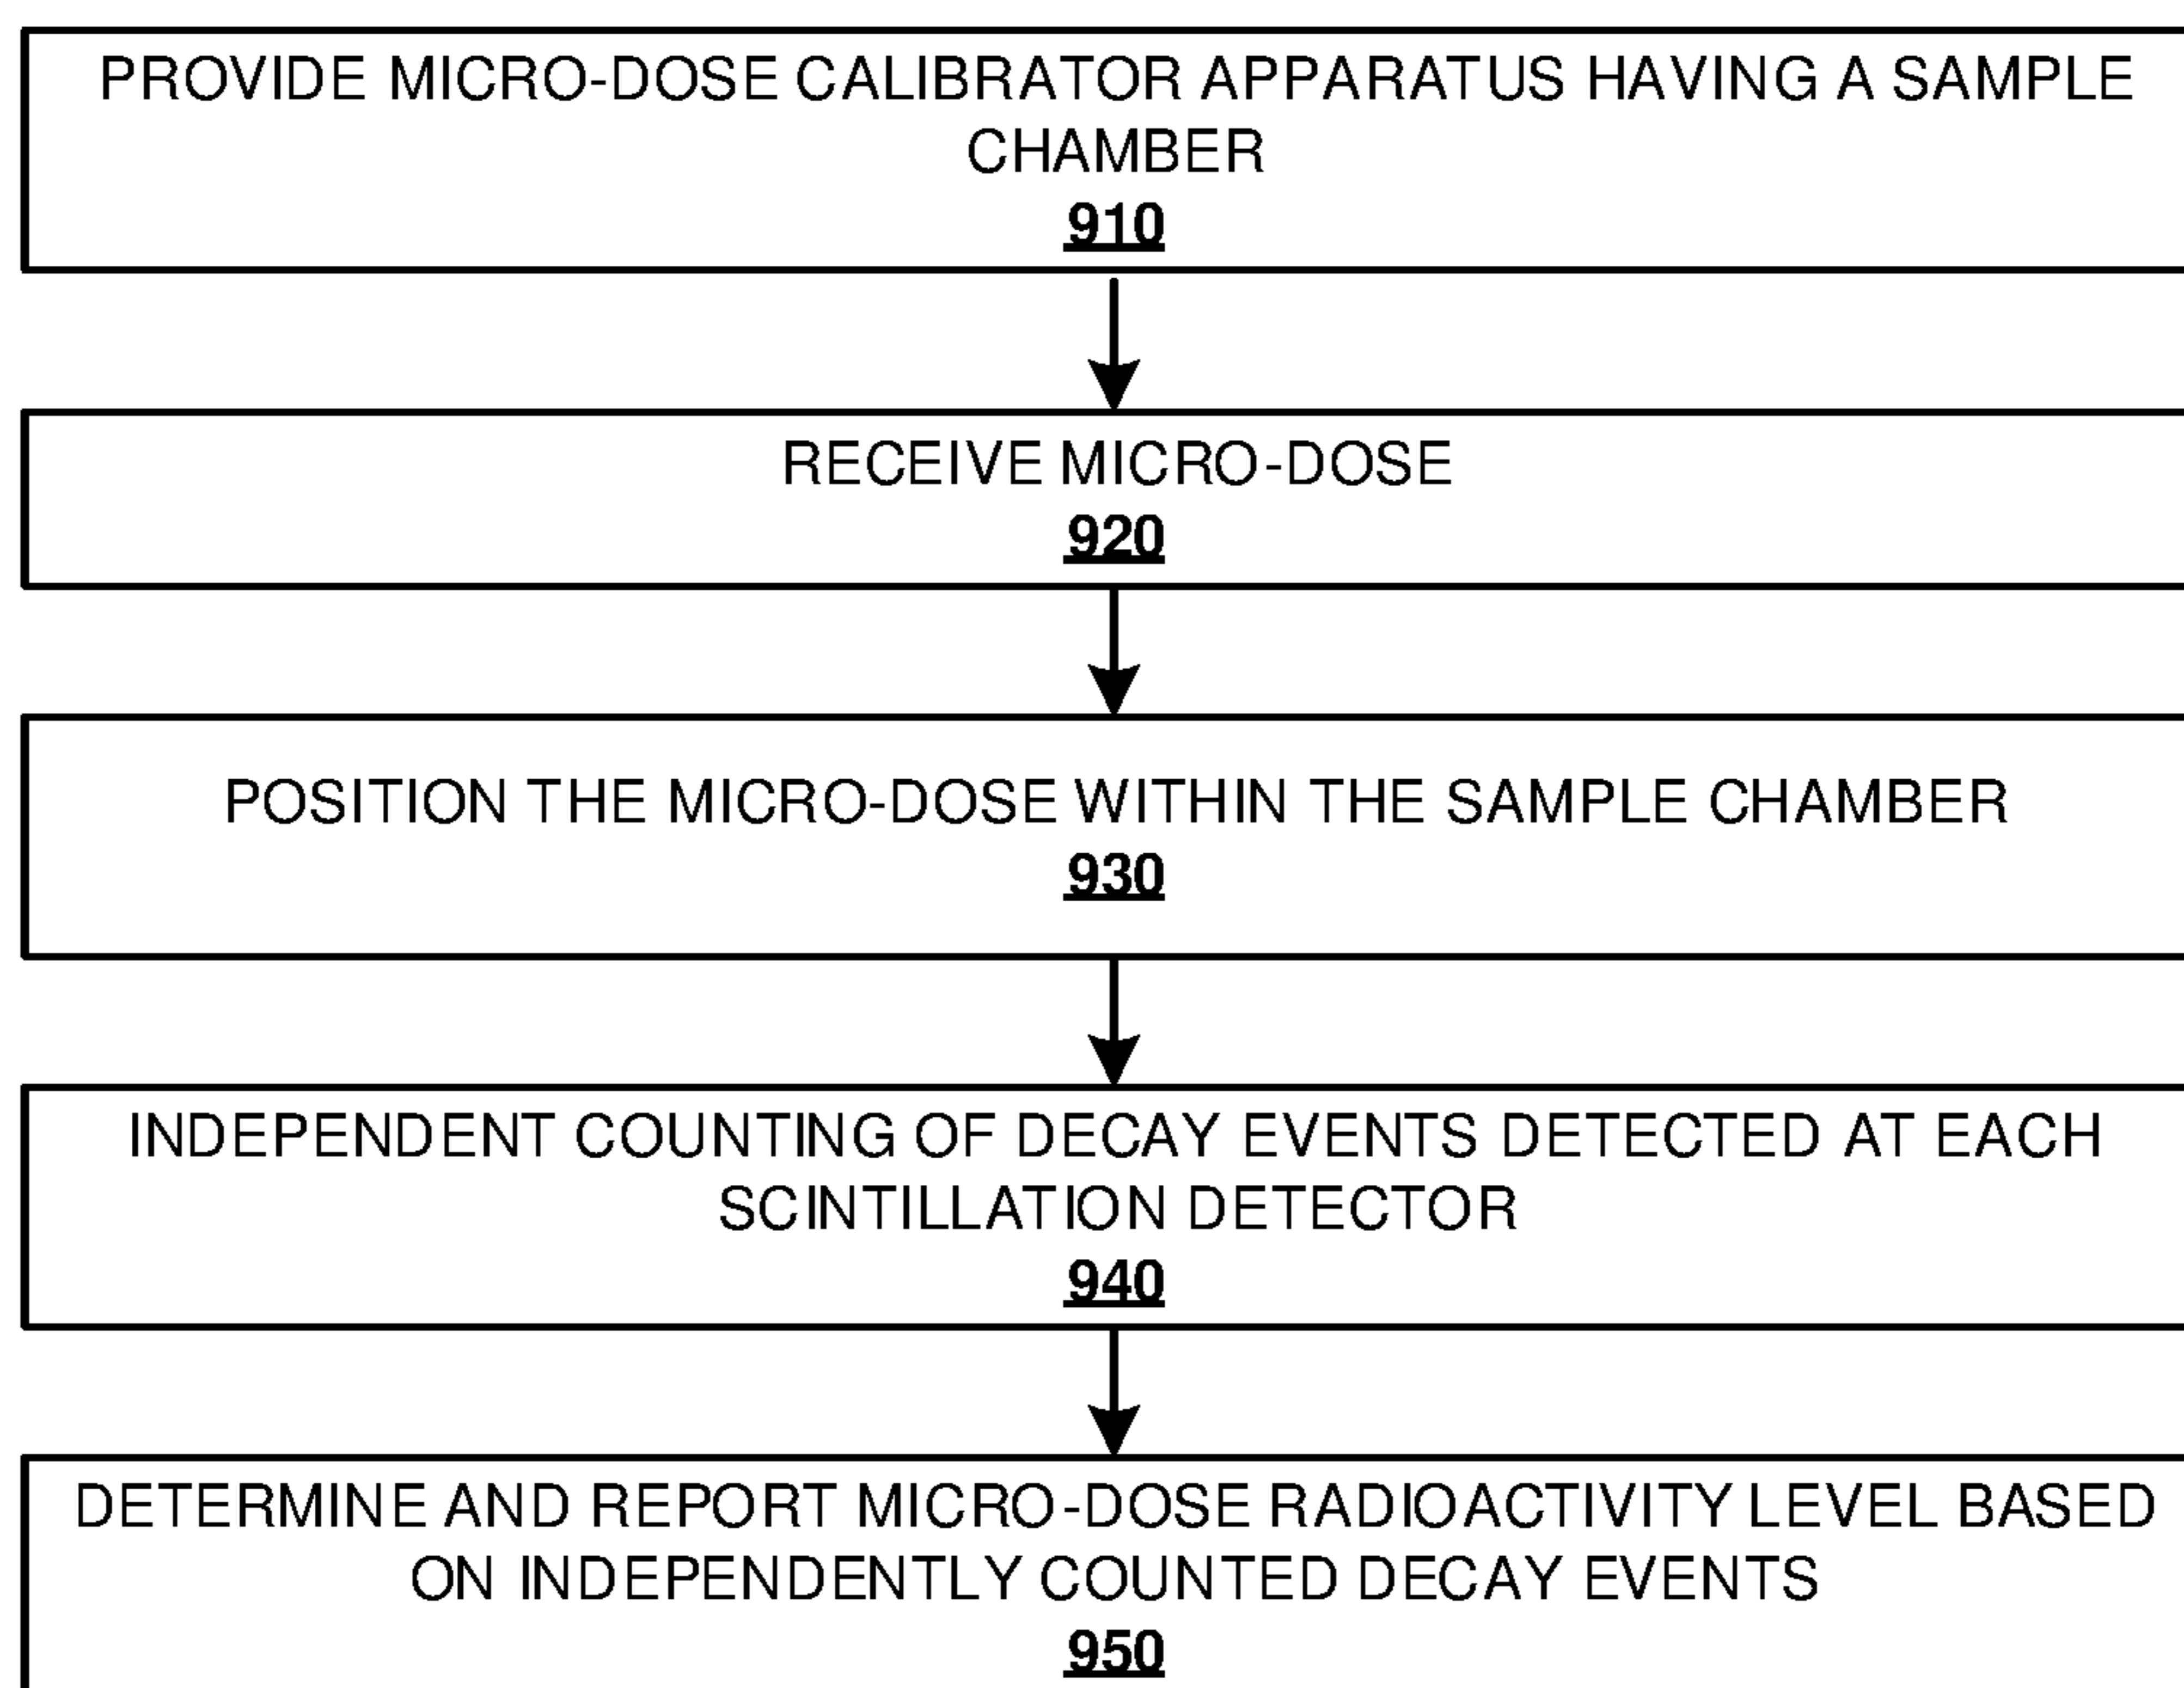 PROVIDE MICRO-DOSE CALIBRATOR APPARATUS HAVING A SAMPLE
CHAMBER
910
RECEIVE MICRO-DOSE
920
POSITION THE MICRO-DOSE WITHIN THE SAMPLE CHAMBER
930
INDEPENDENT COUNTING OF DECAY EVENTS DETECTED AT EACH
SCINTILLATION DETECTOR
940
DETERMINE AND REPORT MICRO-DOSE RADIOACTIVITY LEVEL BASED
ON INDEPENDENTLY COUNTED DECAY EVENTS
950